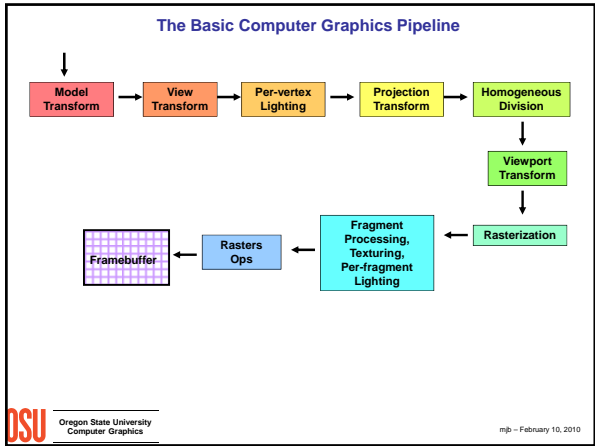 The Basic Computer Graphics Pipeline
Model
Transform
View
Transform
Per-vertex
Lighting
Projection
Transform
Homogeneous
Division
Viewport
Transform
Rasterization
Fragment
Processing,
Texturing,
Per-fragment
Lighting
Rasters
Ops
Framebuffer
OSU
Oregon State University
Computer Graphics
mjb – February 10, 2010